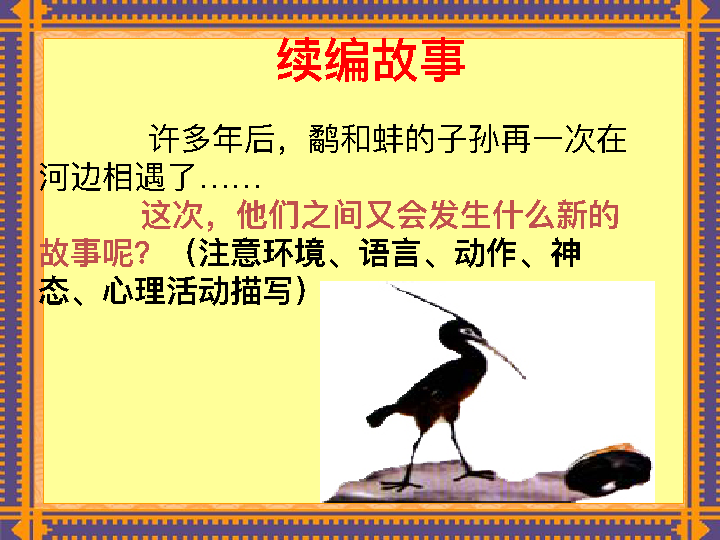 续编故事
许多年后，鹬和蚌的子孙再一次在
河边相遇了……
这次，他们之间又会发生什么新的
故事呢？（注意环境、语言、动作、神
态、心理活动描写）